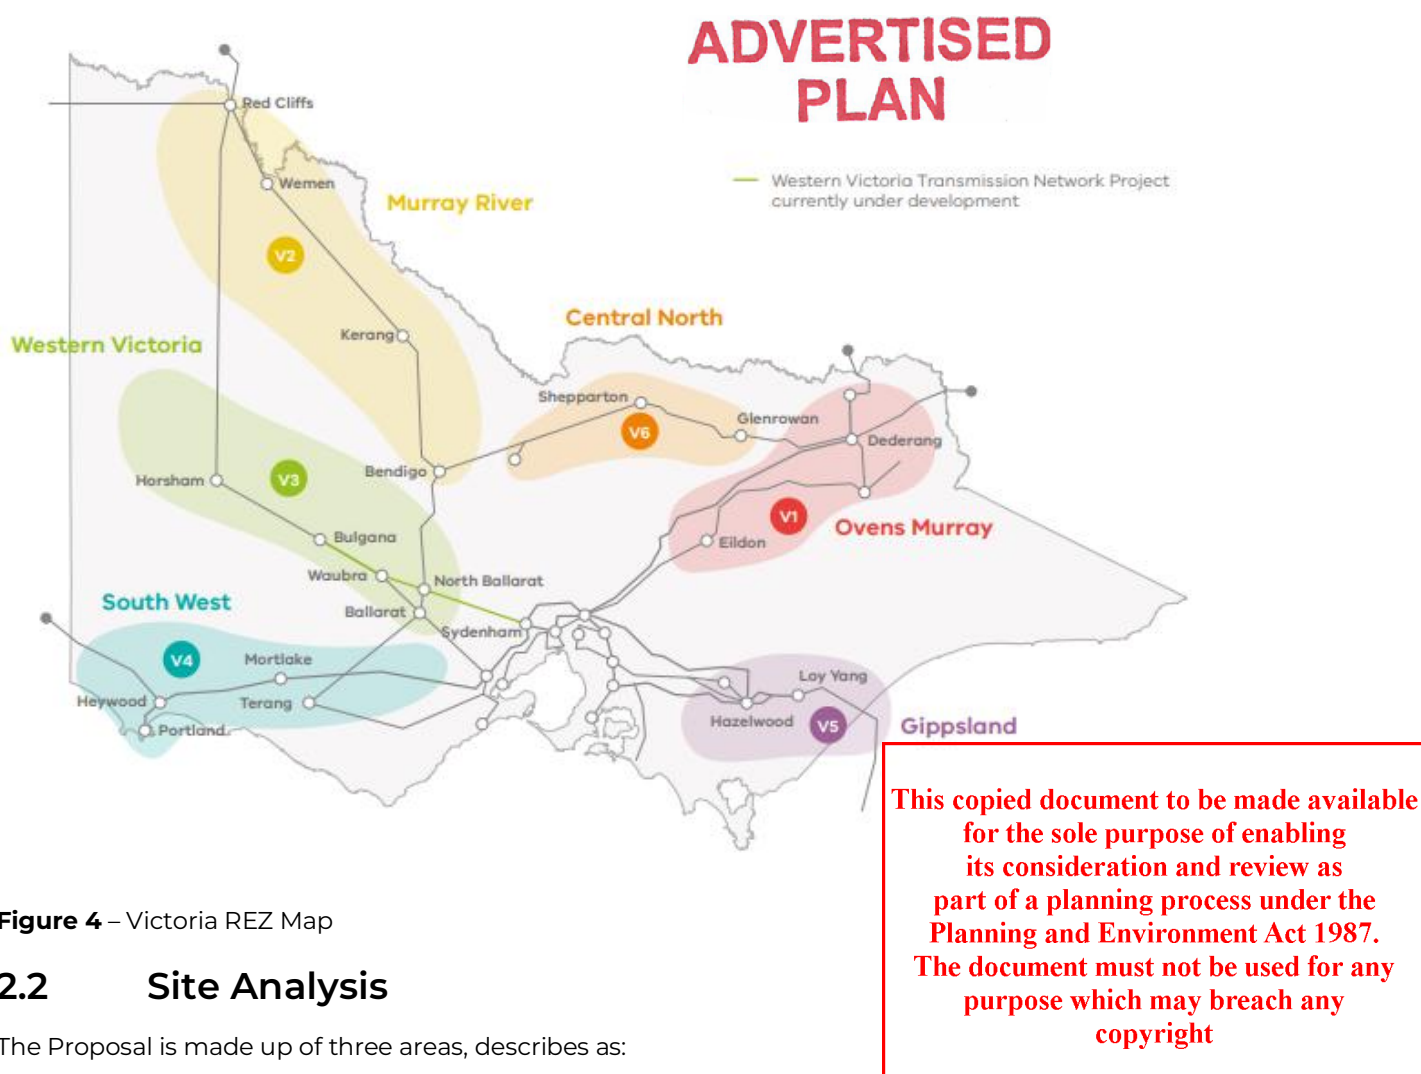 ADVERTISED
PLAN
Red Cliffs
Western Victoria Transmission Network Project
currently under development
Wemen
Murray River
V2
Central North
Kerang
Western Victoria
Shepparton
Glenrowan
V6
Dederang
Bendigo
Horsham
V3
V1
Ovens Murray
Bulgana
Eildon
Waubra
North Ballarat
South West
Ballarat
Sydenham
V4
Mortlake
Loy Yang
Heywood
Terang
Hazelwood
V5
Gippsland
Portland
This copied document to be made available
for the sole purpose of enabling
its consideration and review as
part of a planning process under the
Planning and Environment Act 1987.
The document must not be used for any
purpose which may breach any
copyright
Figure 4 – Victoria REZ Map
2.2 Site Analysis
The Proposal is made up of three areas, describes as: